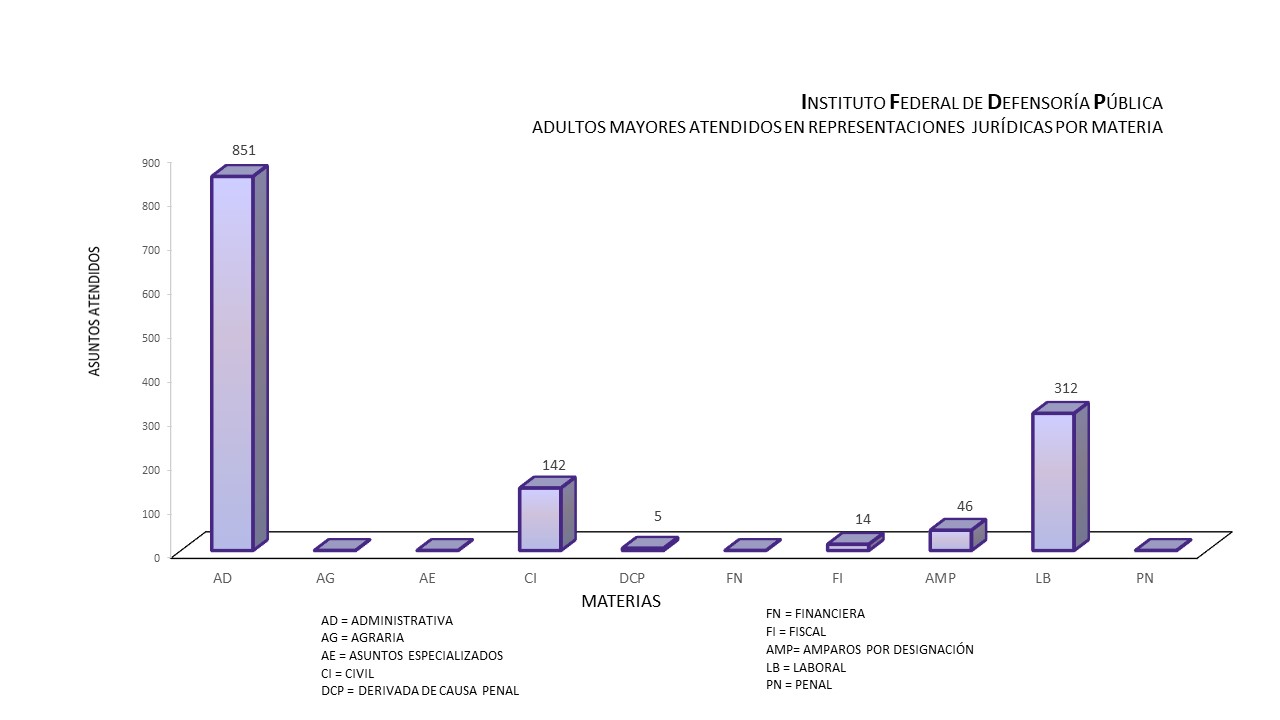 INSTITUTO FEDERAL DE DEFENSORÍA PÚBLICA
ADULTOS MAYORES ATENDIDOS EN REPRESENTACIONES JURÍDICAS POR MATERIA
ASUNTOS ATENDIDOS
900
800
700
600
500
400
300
200
100
0
851
142
5
14
46
312
AD AG AE CI DCP FN FI AMP LB PN
MATERIAS
AD = ADMINISTRATIVA
AG = AGRARIA
AE = ASUNTOS ESPECIALIZADOS
CI = CIVIL
DCP = DERIVADA DE CAUSA PENAL
FN = FINANCIERA
FI = FISCAL
AMP= AMPAROS POR DESIGNACIÓN
LB = LABORAL
PN = PENAL